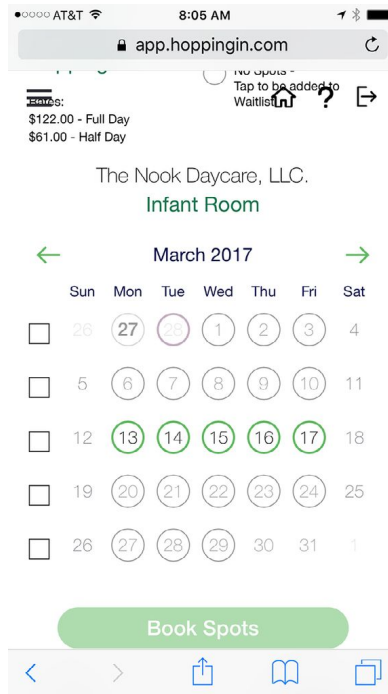 AT&T 8:05 AM
app.hoppingin.com
No Spots -
Tap to be added to
Waitlist
Rates:
$122.00 - Full Day
$61.00 - Half Day
The Nook Daycare, LLC.
Infant Room
March 2017
Sun Mon Tue Wed Thu Fri Sat
26 27 28 1 2 3 4
5 6 7 8 9 10 11
12 13 14 15 16 17 18
19 20 21 22 23 24 25
26 27 28 29 30 31 1
Book Spots